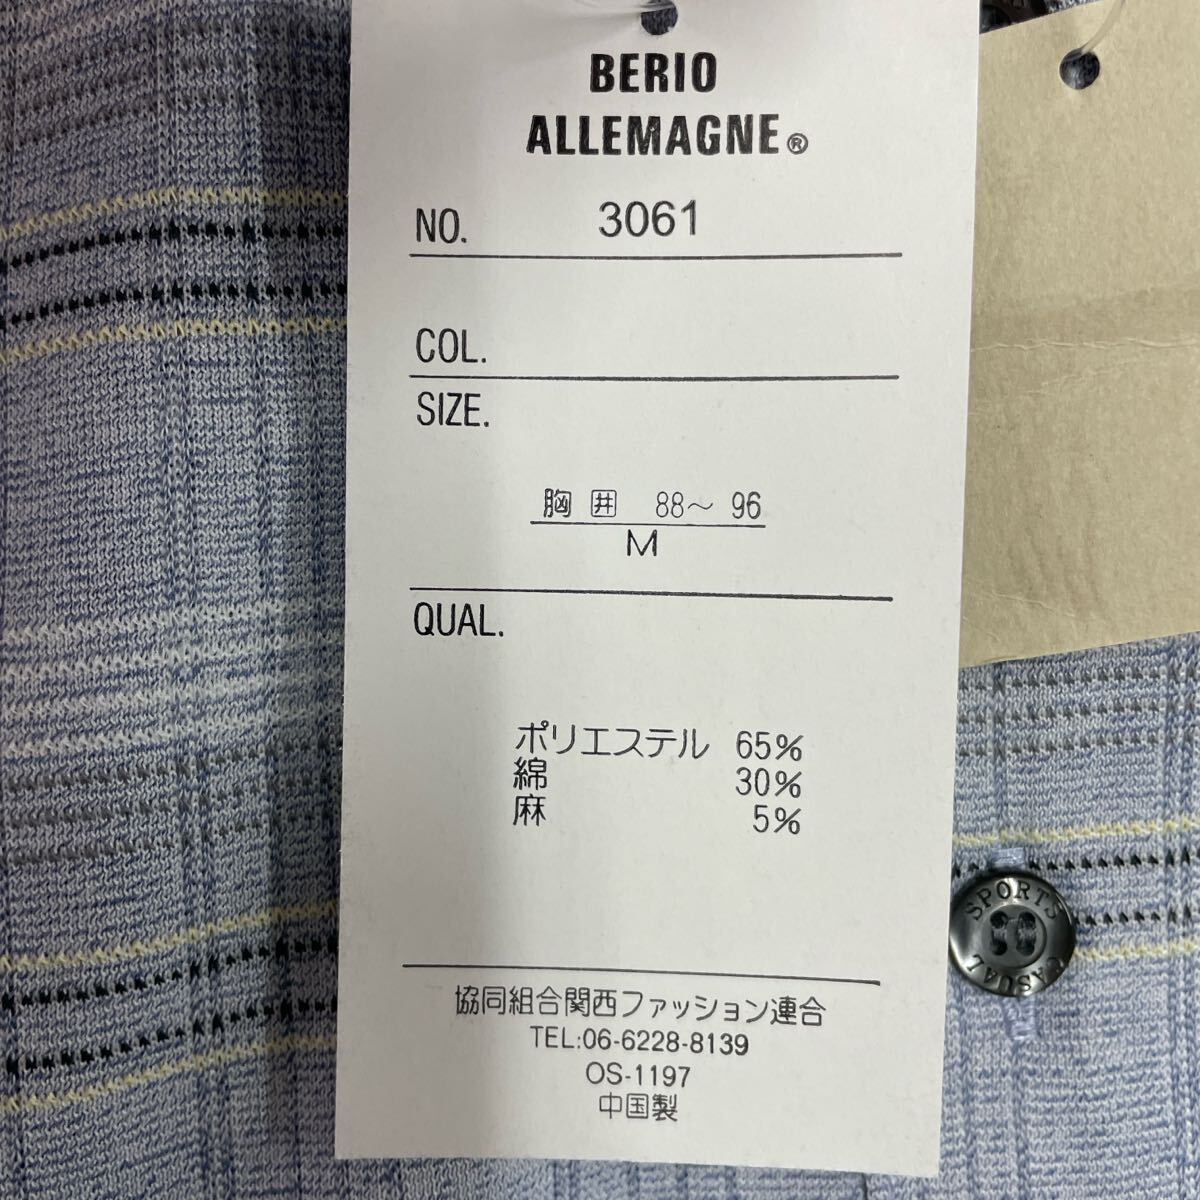 BERIO
ALLEMAGNE®
NO. 3061
COL.
SIZE.
胸囲 88～96
M
QUAL.
ポリエステル 65%
綿 30%
麻 5%
協同組合関西ファッション連合
TEL:06-6228-8139
OS-1197
中国製
SPORTS
CASUAL